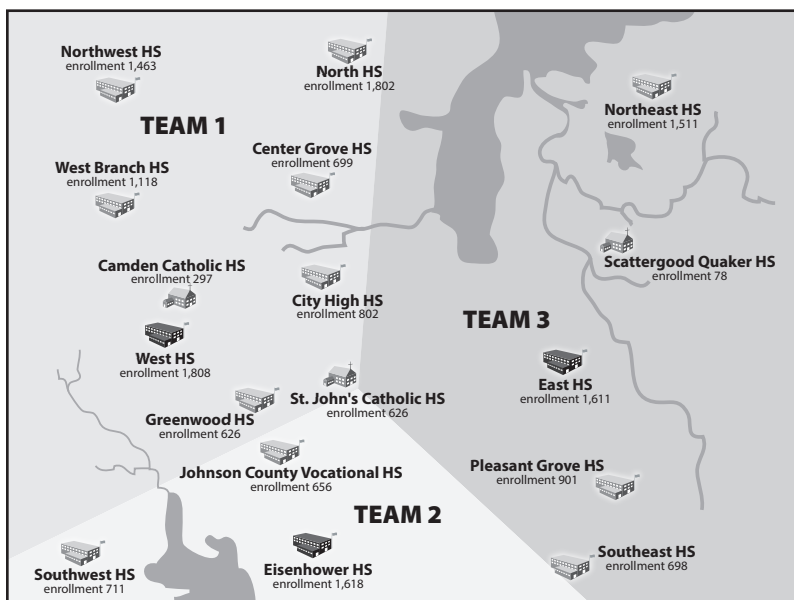 Northwest HS
enrollment 1,463
North HS
enrollment 1,802
Northeast HS
enrollment 1,511
TEAM 1
Center Grove HS
enrollment 699
West Branch HS
enrollment 1,118
Camden Catholic HS
enrollment 297
City High HS
enrollment 802
Scattergood Quaker HS
enrollment 78
TEAM 3
West HS
enrollment 1,808
East HS
enrollment 1,611
St. John's Catholic HS
enrollment 626
Greenwood HS
enrollment 626
Johnson County Vocational HS
enrollment 656
Pleasant Grove HS
enrollment 901
TEAM 2
Southwest HS
enrollment 711
Eisenhower HS
enrollment 1,618
Southeast HS
enrollment 698